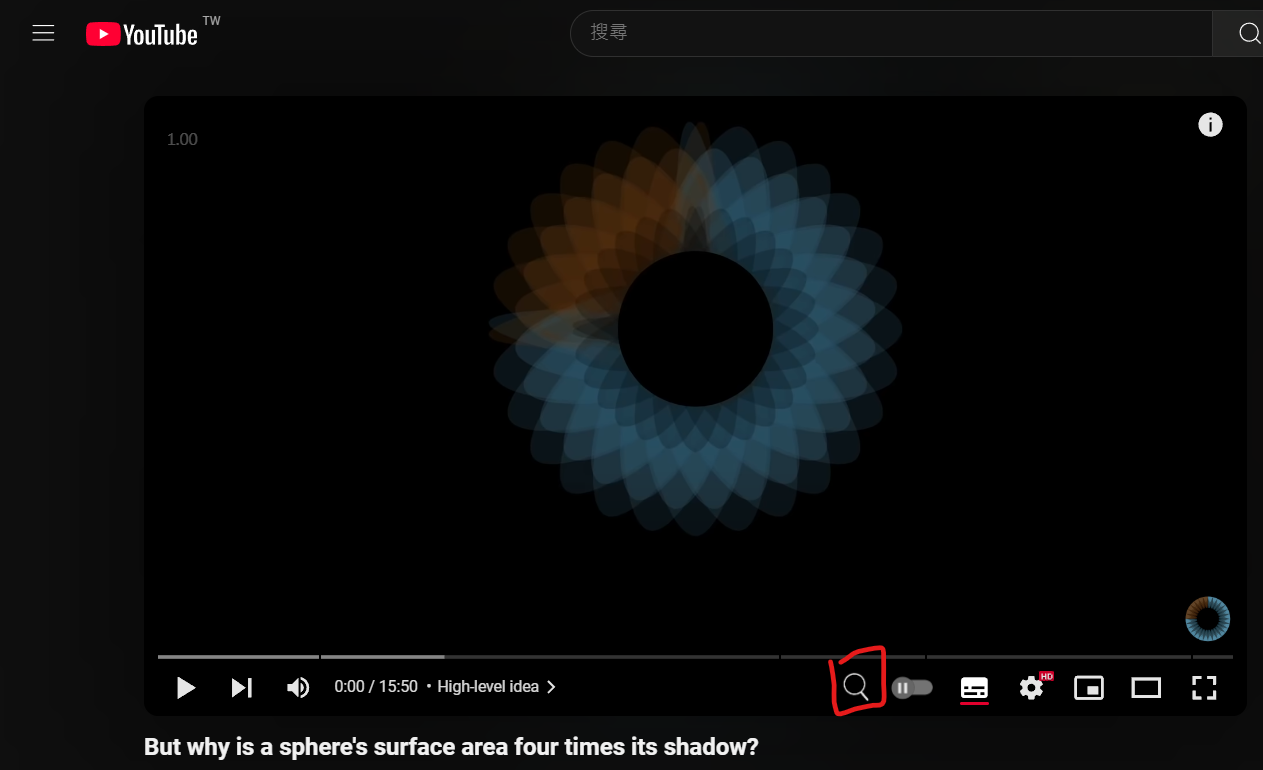 YouTube TW
搜尋
1.00
0:00 / 15:50 • High-level idea
HD
But why is a sphere's surface area four times its shadow?